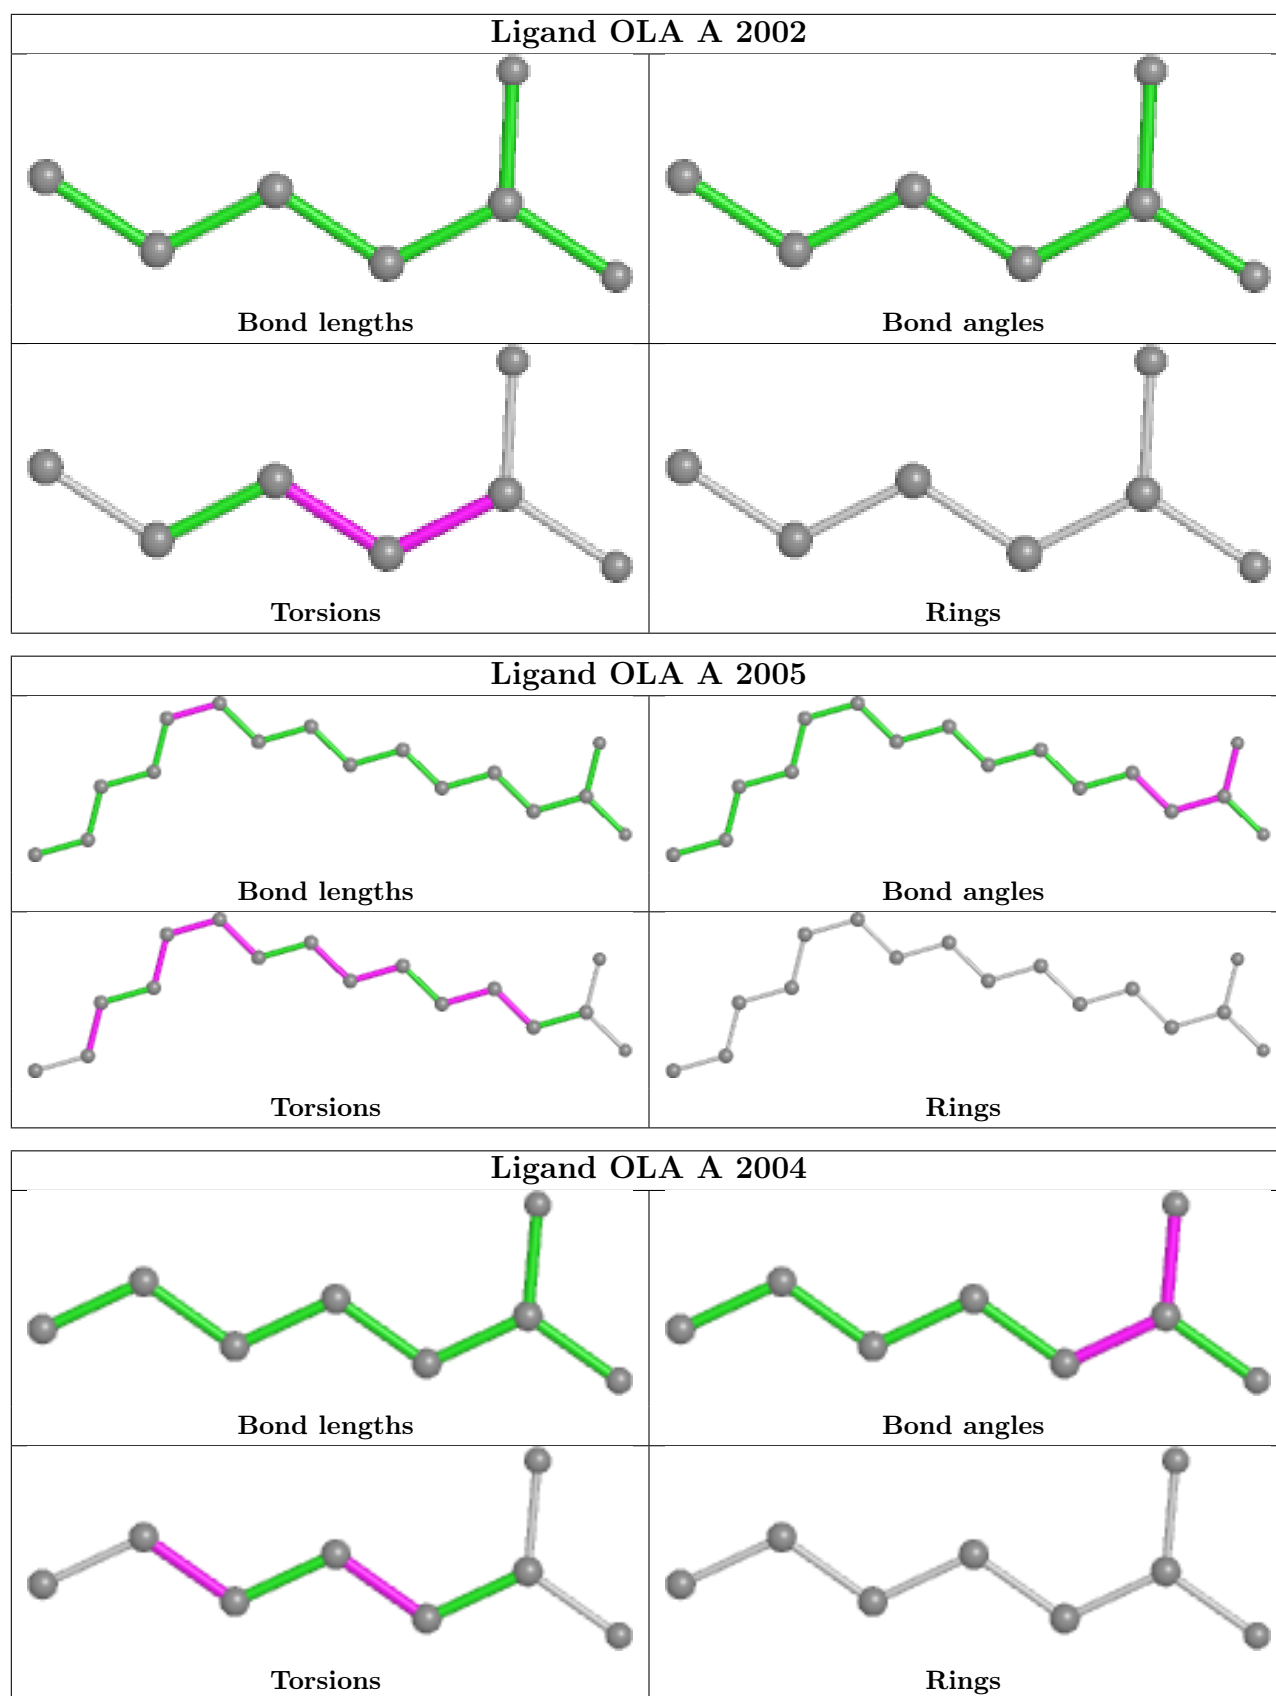 Ligand OLA A 2002
Bond lengths
Bond angles
Torsions
Rings
Ligand OLA A 2005
Bond lengths
Bond angles
Torsions
Rings
Ligand OLA A 2004
Bond lengths
Bond angles
Torsions
Rings